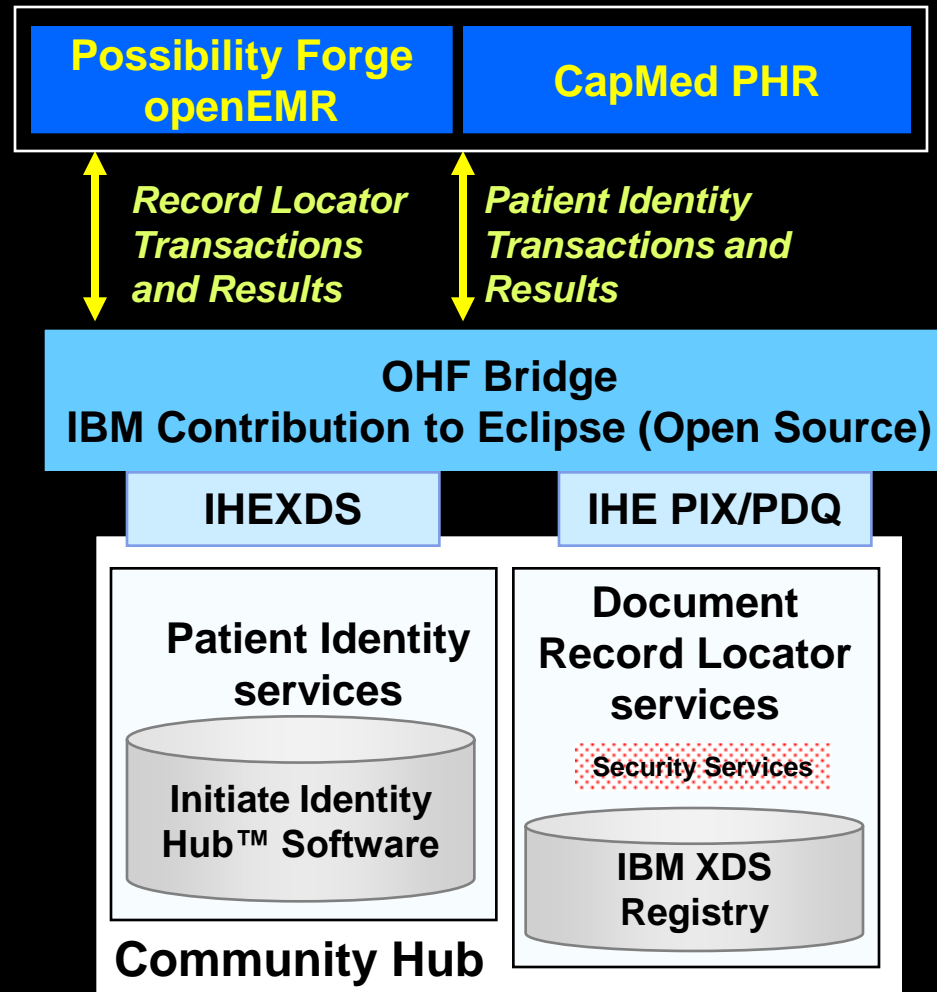 Possibility Forge
openEMR
CapMed PHR
Record Locator
Transactions
and Results
Patient Identity
Transactions and
Results
OHF Bridge
IBM Contribution to Eclipse (Open Source)
IHEXDS
IHE PIX/PDQ
Patient Identity
services
Initiate Identity
Hub™ Software
Document
Record Locator
services
Security Services
IBM XDS
Registry
Community Hub